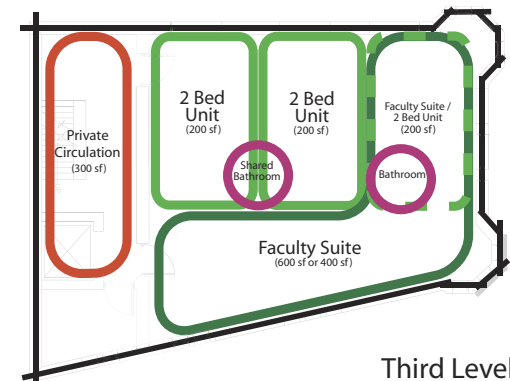 2 Bed
Unit
(200 sf)
2 Bed
Unit
(200 sf)
Faculty Suite /
2 Bed Unit
(200 sf)
Private
Circulation
(300 sf)
Shared
Bathroom
Bathroom
Faculty Suite
(600 sf or 400 sf)
Third Level